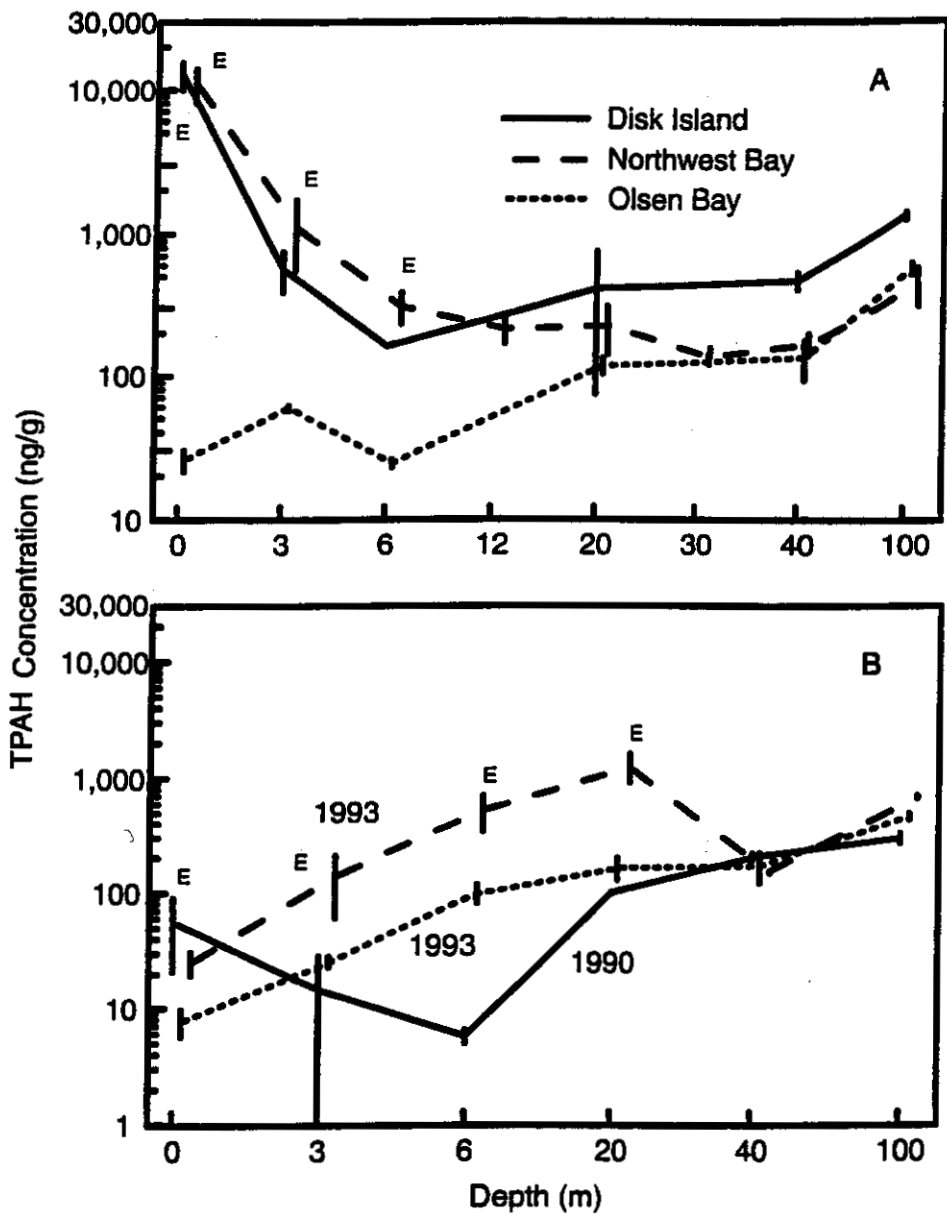 30,000
10,000
1,000
100
10
E
E
E
E
A
Disk Island
Northwest Bay
Olsen Bay
0 3 6 12 20 30 40 100
TPAH Concentration (ng/g)
30,000
10,000
1,000
100
10
1
B
E
E
E
E
1993
1993
1990
0 3 6 20 40 100
Depth (m)